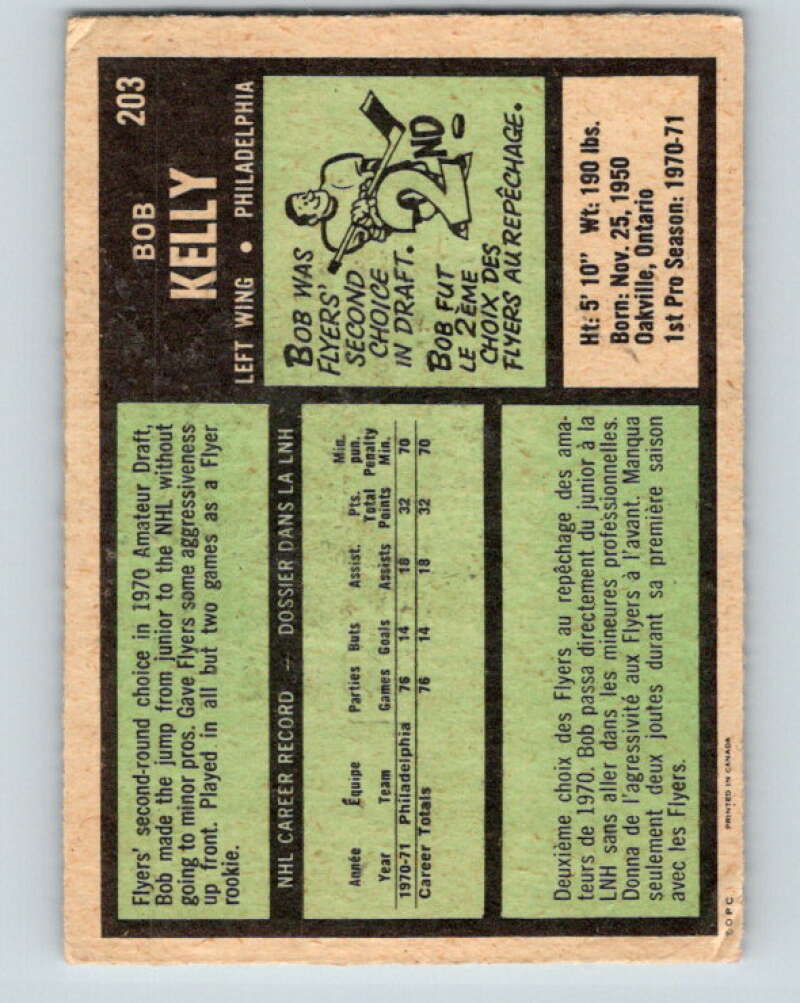 203
BOB
KELLY
LEFT WING • PHILADELPHIA
Flyers' second-round choice in 1970 Amateur Draft,
Bob made the jump from junior to the NHL without
going to minor pros. Gave Flyers some aggressiveness
up front. Played in all but two games as a Flyer
rookie.
BOB WAS
FLYERS'
SECOND
CHOICE
IN DRAFT.
2ND
BOB FUT
LE 2ÈME
CHOIX DES
FLYERS AU REPÊCHAGE.
NHL CAREER RECORD — DOSSIER DANS LA LNH
Année Équipe Parties Buts Assist. Pts. Min. pun.
Year Team Games Goals Assists Total Points Penalty Min.
1970-71 Philadelphia 76 14 18 32 70
Career Totals 76 14 18 32 70
Ht: 5' 10" Wt: 190 lbs.
Born: Nov. 25, 1950
Oakville, Ontario
1st Pro Season: 1970-71
Deuxième choix des Flyers au repêchage des ama-
teurs de 1970. Bob passa directement du junior à la
LNH sans aller dans les mineures professionnelles.
Donna de l'agressivité aux Flyers à l'avant. Manqua
seulement deux joutes durant sa première saison
avec les Flyers.
© O.P.C. PRINTED IN CANADA